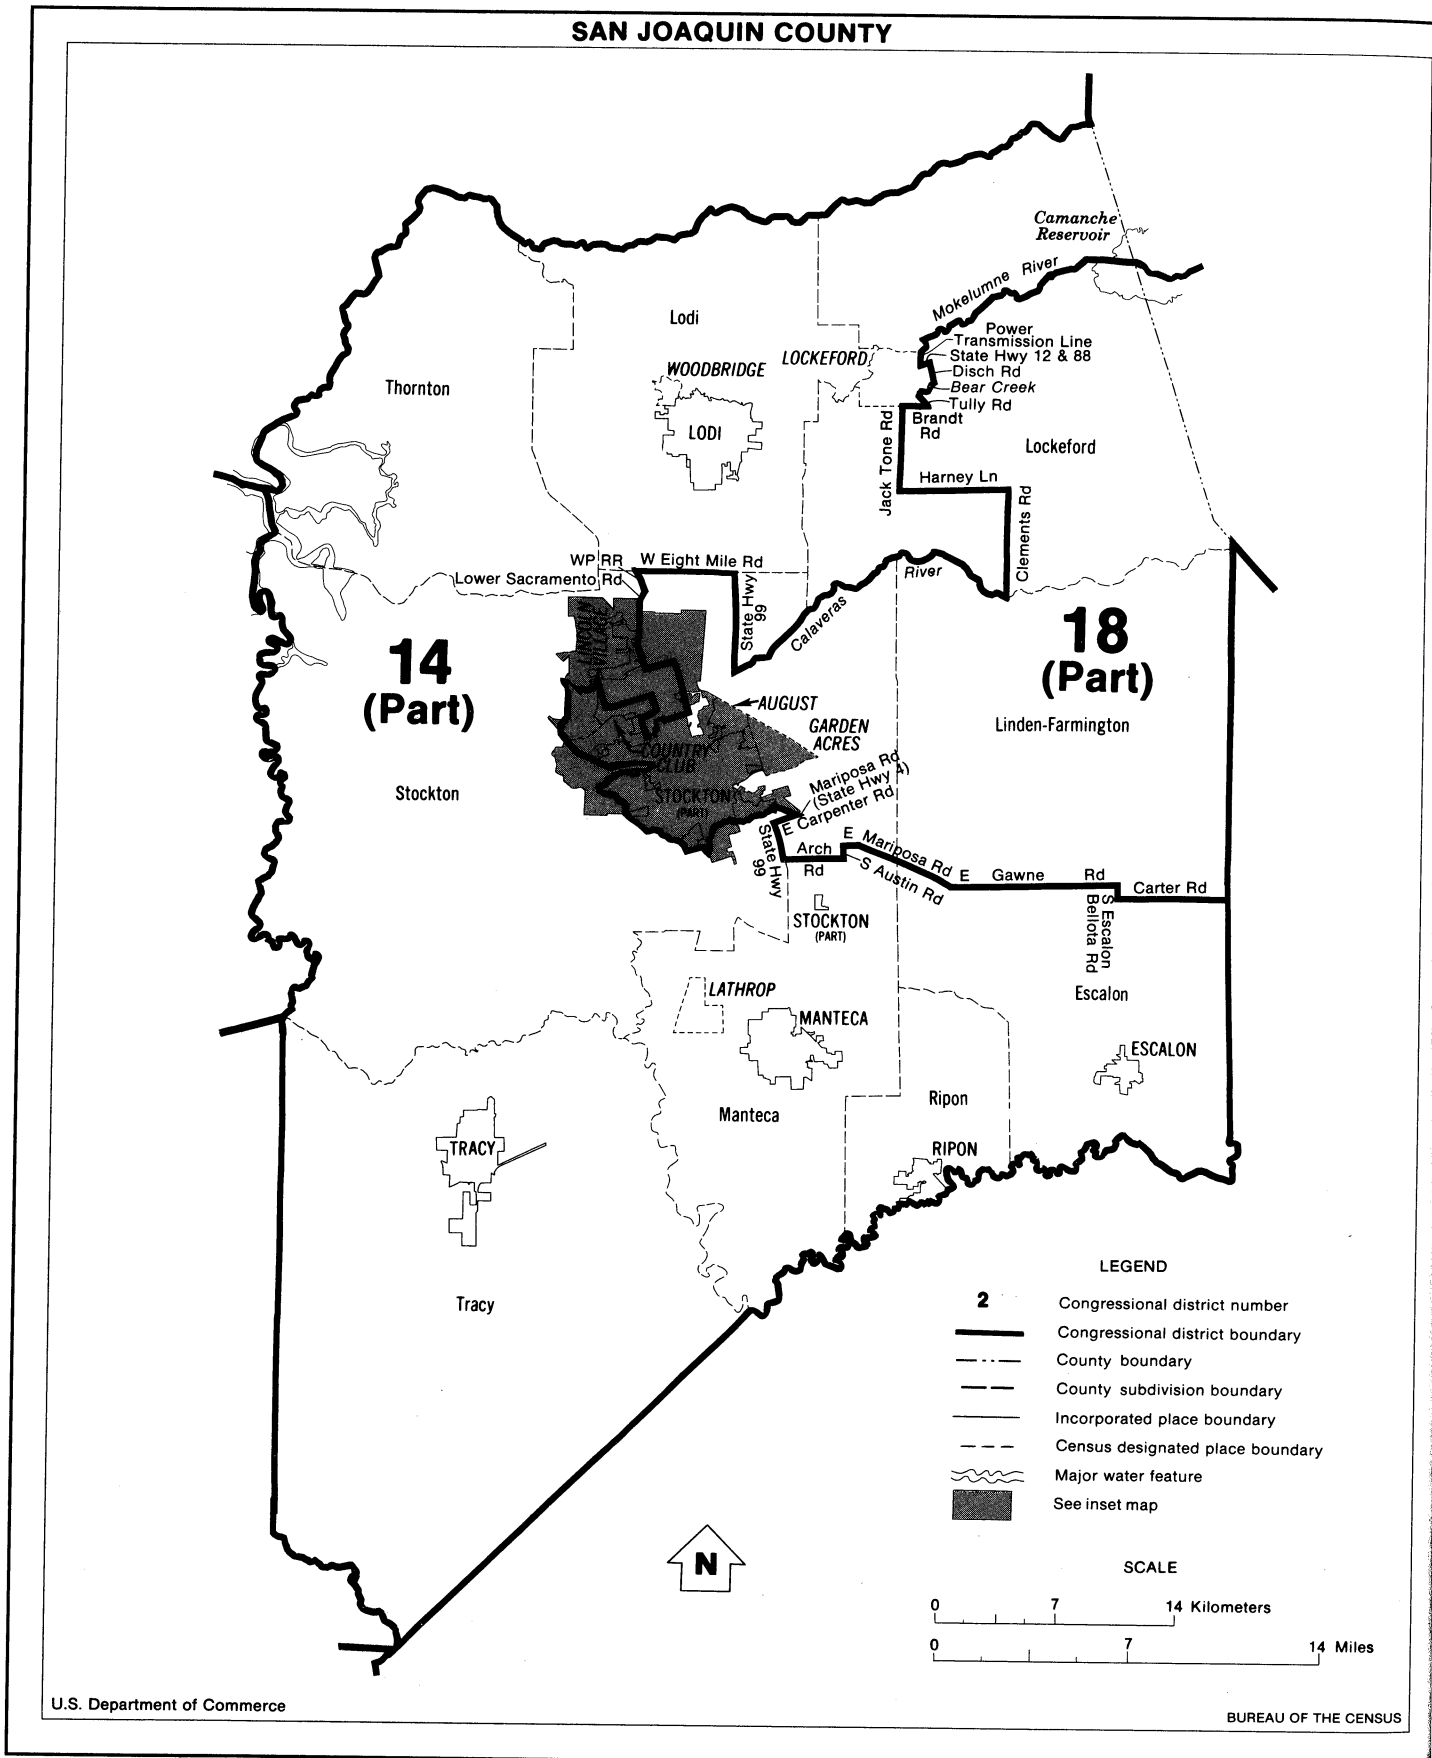 SAN JOAQUIN COUNTY
Camanche
Reservoir
Mokelumne River
Lodi
Power
Transmission Line
State Hwy 12 & 88
Disch Rd
Bear Creek
Tully Rd
Brandt
Rd
LOCKEFORD
WOODBRIDGE
Thornton
LODI
Jack Tone Rd
Lockeford
Harney Ln
Clements Rd
WP RR
W Eight Mile Rd
Lower Sacramento Rd
State Hwy
99
Calaveras River
LINCOLN
VILLAGE
14
(Part)
18
(Part)
AUGUST
GARDEN
ACRES
Linden-Farmington
COUNTRY
CLUB
Mariposa Rd
(State Hwy 4)
E Carpenter Rd
Stockton
STOCKTON
(PART)
State Hwy
99
Arch
Rd
E Mariposa Rd
S Austin Rd
E Gawne Rd
Carter Rd
S Escalon
Bellota Rd
STOCKTON
(PART)
LATHROP
Escalon
MANTECA
ESCALON
Manteca
Ripon
TRACY
RIPON
Tracy
LEGEND
2 Congressional district number
Congressional district boundary
County boundary
County subdivision boundary
Incorporated place boundary
Census designated place boundary
Major water feature
See inset map
N
SCALE
0 7 14 Kilometers
0 7 14 Miles
U.S. Department of Commerce
BUREAU OF THE CENSUS